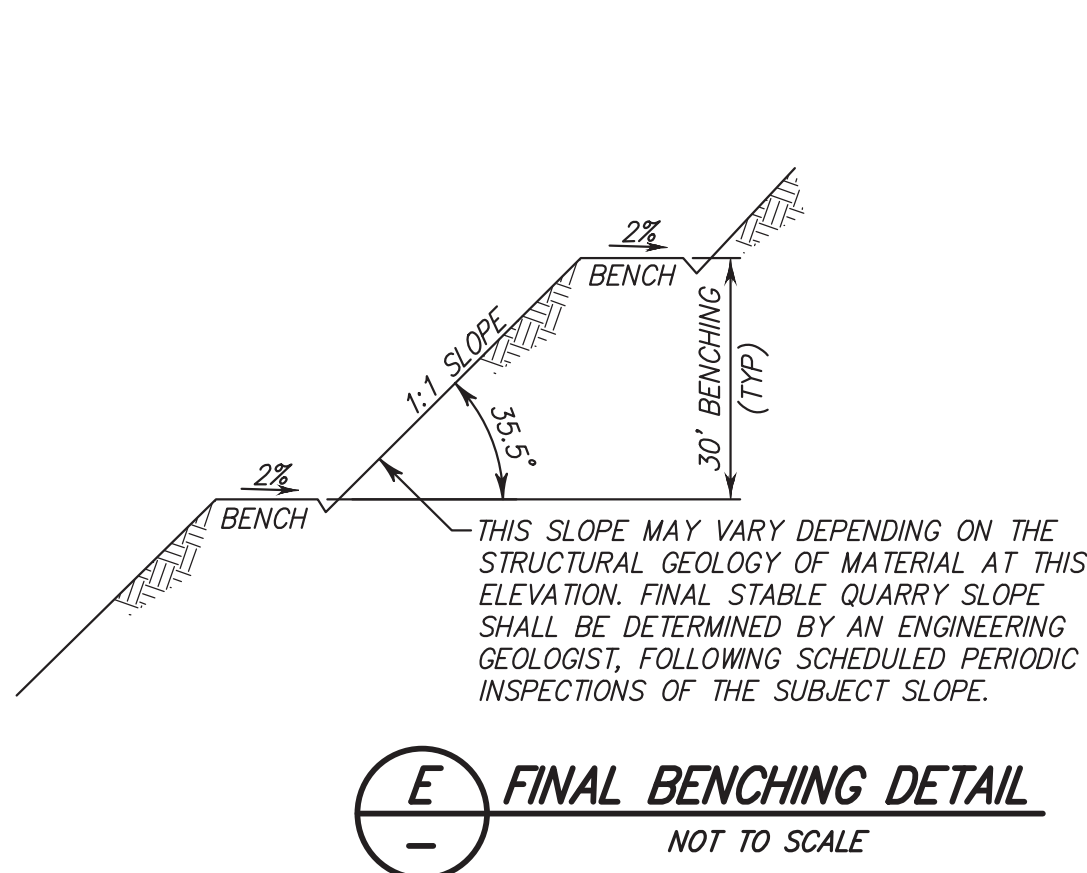 2%
BENCH
1:1 SLOPE
30' BENCHING
(TYP)
35.5°
2%
BENCH
THIS SLOPE MAY VARY DEPENDING ON THE
STRUCTURAL GEOLOGY OF MATERIAL AT THIS
ELEVATION. FINAL STABLE QUARRY SLOPE
SHALL BE DETERMINED BY AN ENGINEERING
GEOLOGIST, FOLLOWING SCHEDULED PERIODIC
INSPECTIONS OF THE SUBJECT SLOPE.
E
–
FINAL BENCHING DETAIL
NOT TO SCALE